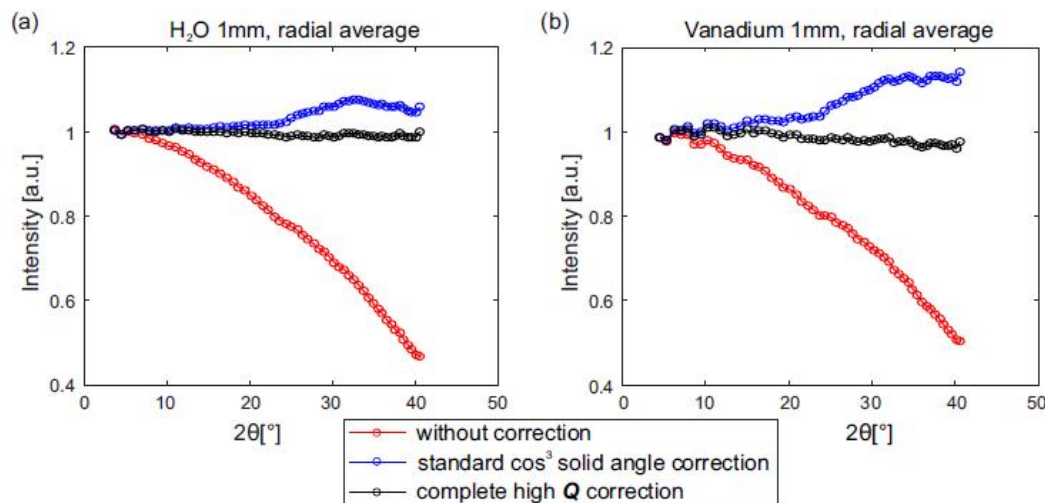 (a)
H₂O 1mm, radial average
1.2
1
0.8
0.6
0.4
Intensity [a.u.]
0 10 20 30 40 50
2θ[°]
(b)
Vanadium 1mm, radial average
1.2
1
0.8
0.6
0.4
Intensity [a.u.]
0 10 20 30 40 50
2θ[°]
without correction
standard cos³ solid angle correction
complete high Q correction